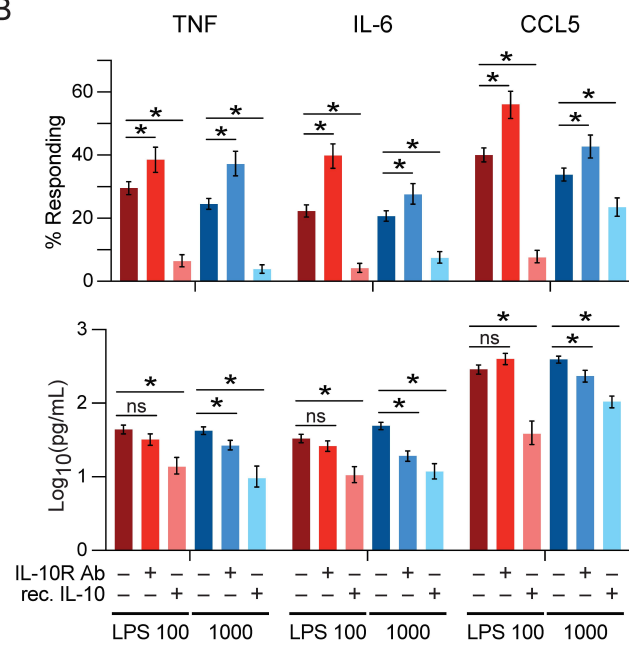 B
TNF IL-6 CCL5
% Responding
60
40
20
0
* * * * * * * * * * * *
Log10(pg/mL)
3
2
1
0
ns * * * ns * * * ns * * *
IL-10R Ab – + – – + – – + – – + – – + – – + –
rec. IL-10 – – + – – + – – + – – + – – + – – +
LPS 100 1000 LPS 100 1000 LPS 100 1000